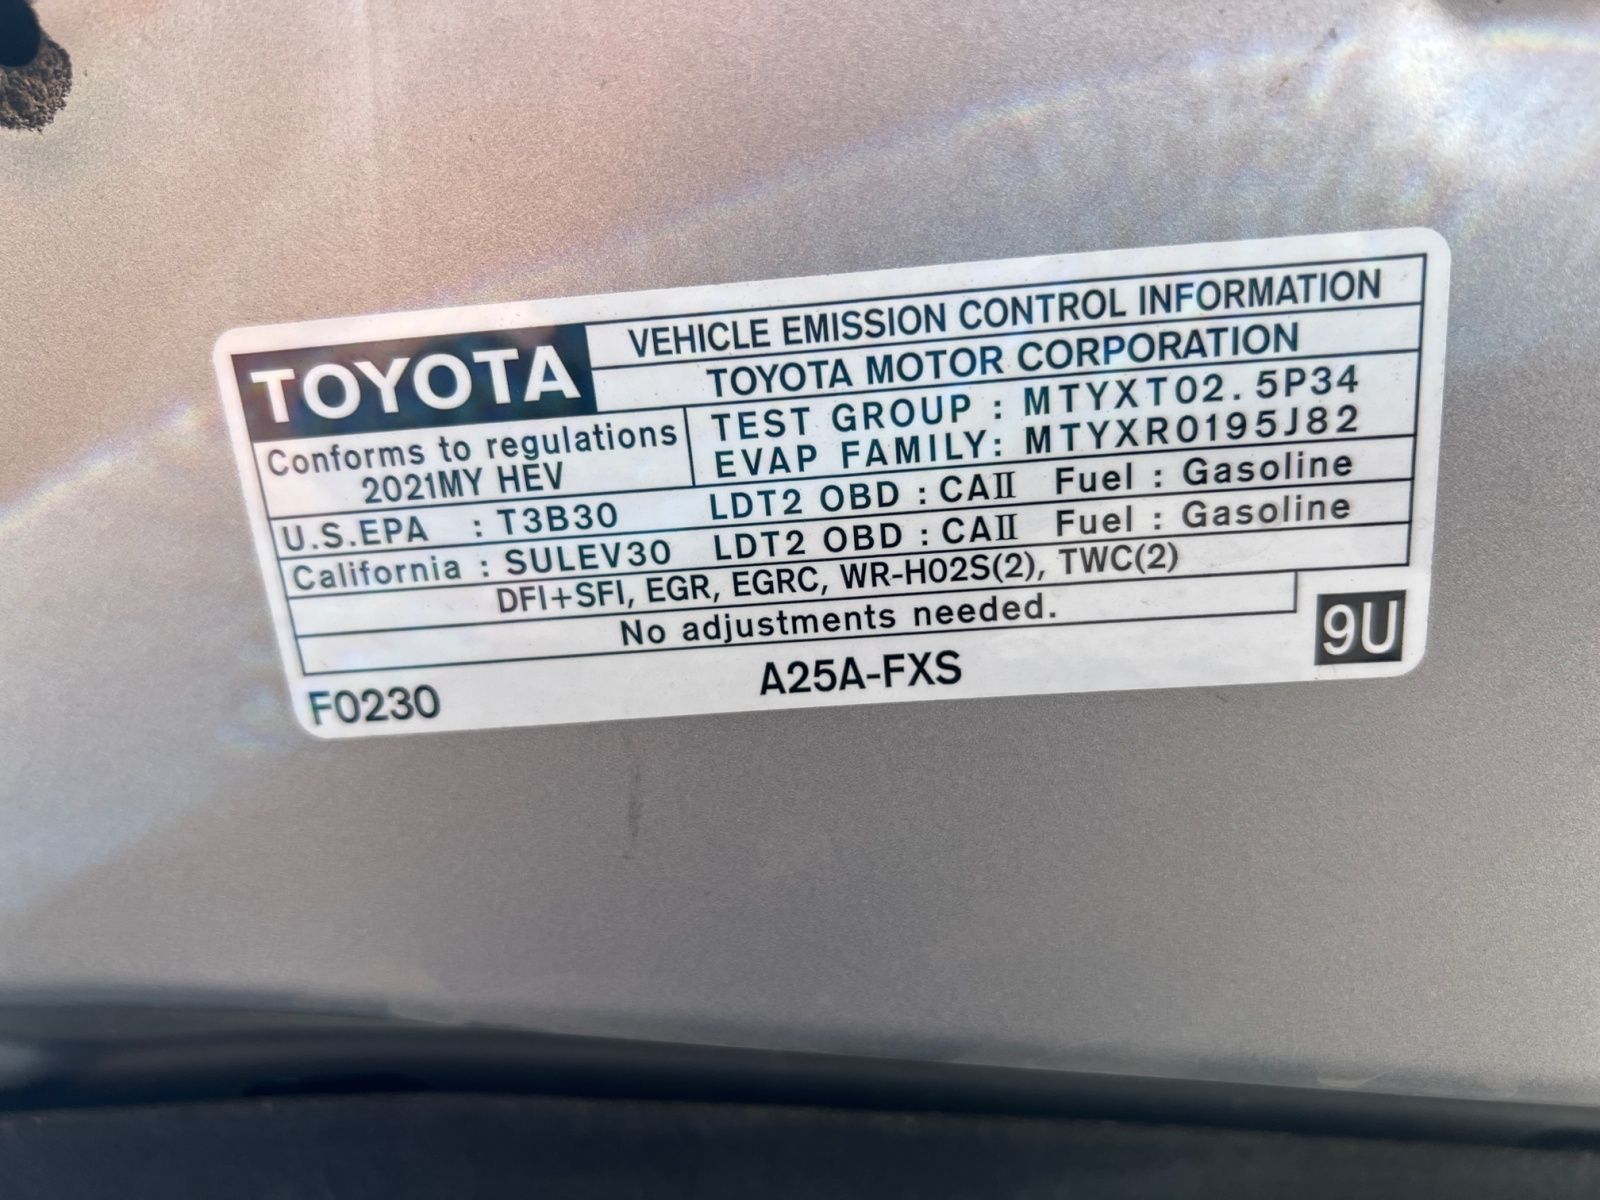 TOYOTA
VEHICLE EMISSION CONTROL INFORMATION
TOYOTA MOTOR CORPORATION
Conforms to regulations
2021MY HEV
TEST GROUP : MTYXT02.5P34
EVAP FAMILY: MTYXR0195J82
U.S.EPA : T3B30 LDT2 OBD : CAII Fuel : Gasoline
California : SULEV30 LDT2 OBD : CAII Fuel : Gasoline
DFI+SFI, EGR, EGRC, WR-HO2S(2), TWC(2)
No adjustments needed.
F0230
A25A-FXS
9U